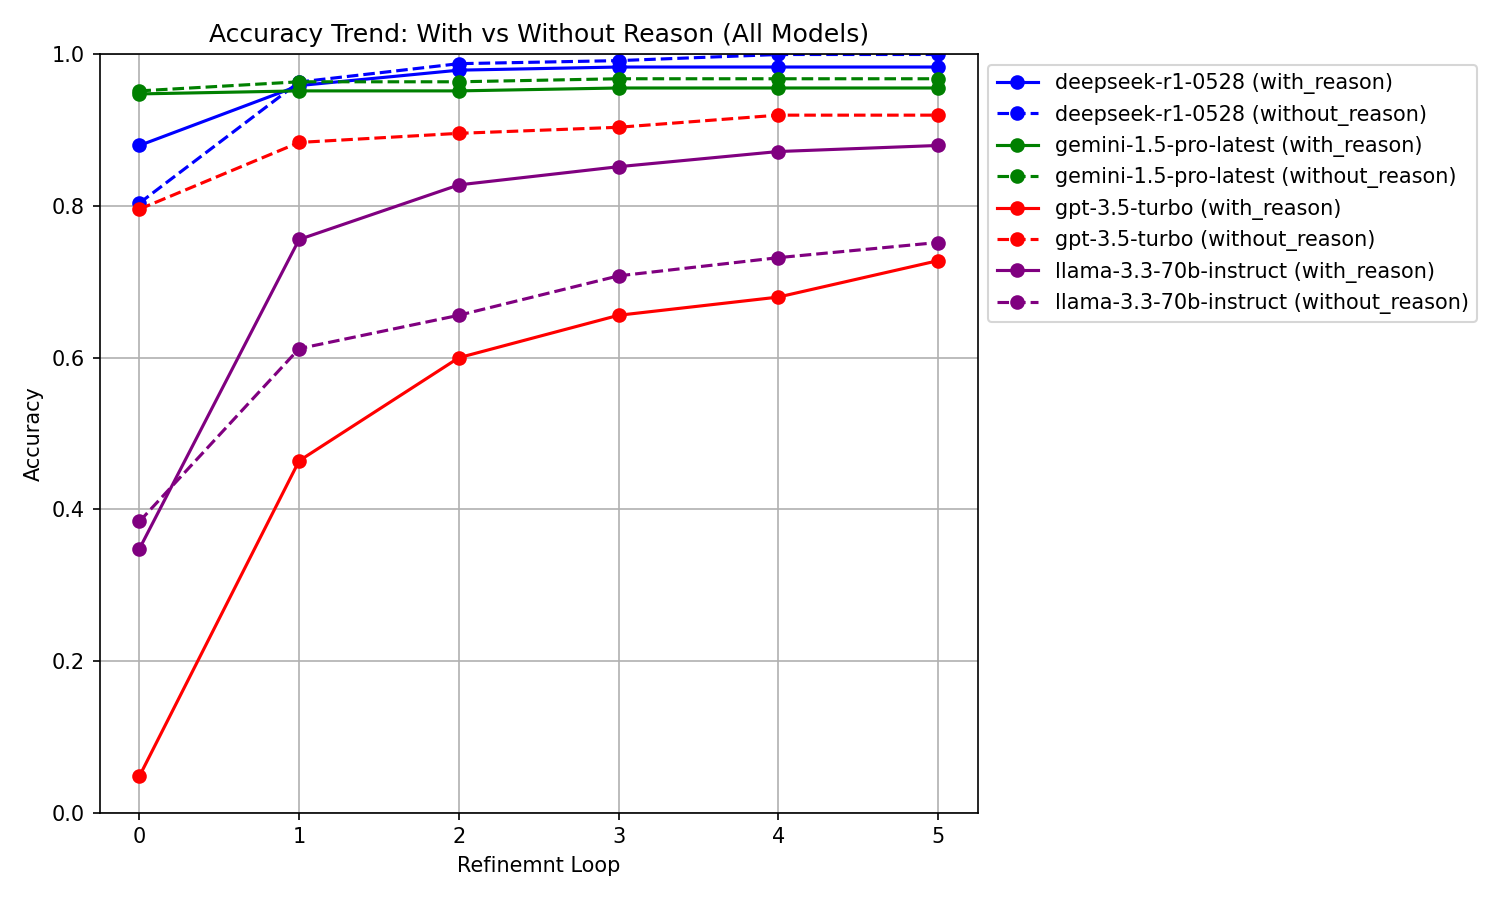 Accuracy Trend: With vs Without Reason (All Models)
1.0
0.8
0.6
0.4
0.2
0.0
Accuracy
0 1 2 3 4 5
Refinemnt Loop
deepseek-r1-0528 (with_reason)
deepseek-r1-0528 (without_reason)
gemini-1.5-pro-latest (with_reason)
gemini-1.5-pro-latest (without_reason)
gpt-3.5-turbo (with_reason)
gpt-3.5-turbo (without_reason)
llama-3.3-70b-instruct (with_reason)
llama-3.3-70b-instruct (without_reason)